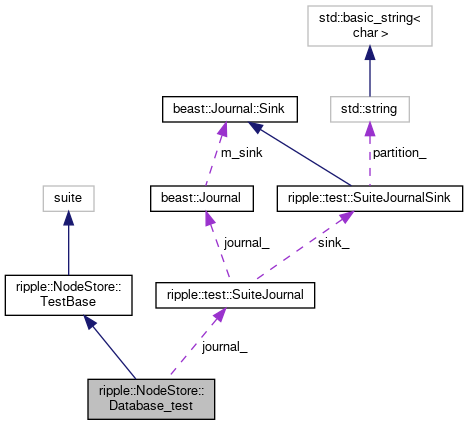 std::basic_string<
char >
beast::Journal::Sink
std::string
m_sink
partition_
suite
beast::Journal
ripple::test::SuiteJournalSink
journal_
sink_
ripple::NodeStore::
TestBase
ripple::test::SuiteJournal
journal_
ripple::NodeStore::
Database_test